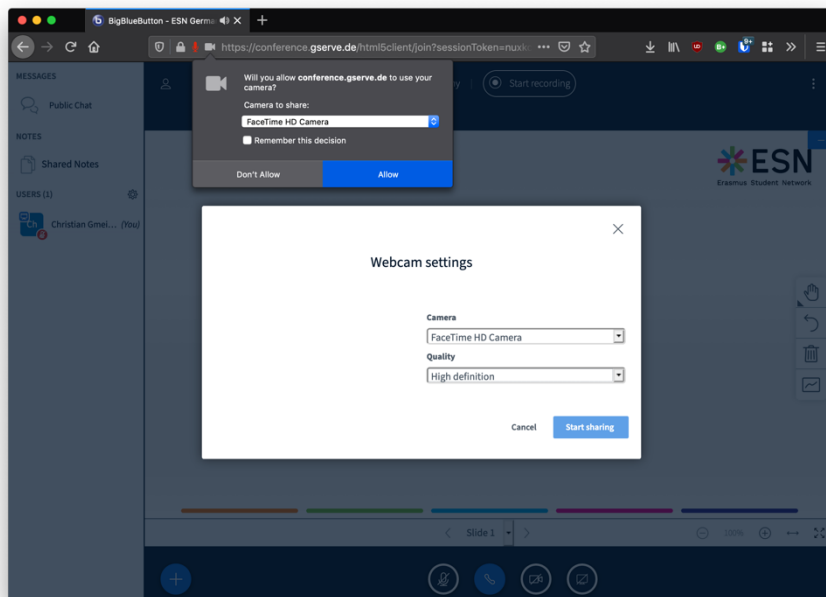 BigBlueButton - ESN Germa
https://conference.gserve.de/html5client/join?sessionToken=nuxk
MESSAGES
Public Chat
NOTES
Shared Notes
USERS (1)
Ch
Christian Gmei... (You)
Will you allow conference.gserve.de to use your
camera?
Camera to share:
FaceTime HD Camera
Remember this decision
Don't Allow
Allow
Start recording
ESN
Erasmus Student Network
Webcam settings
Camera
FaceTime HD Camera
Quality
High definition
Cancel
Start sharing
Slide 1
100%